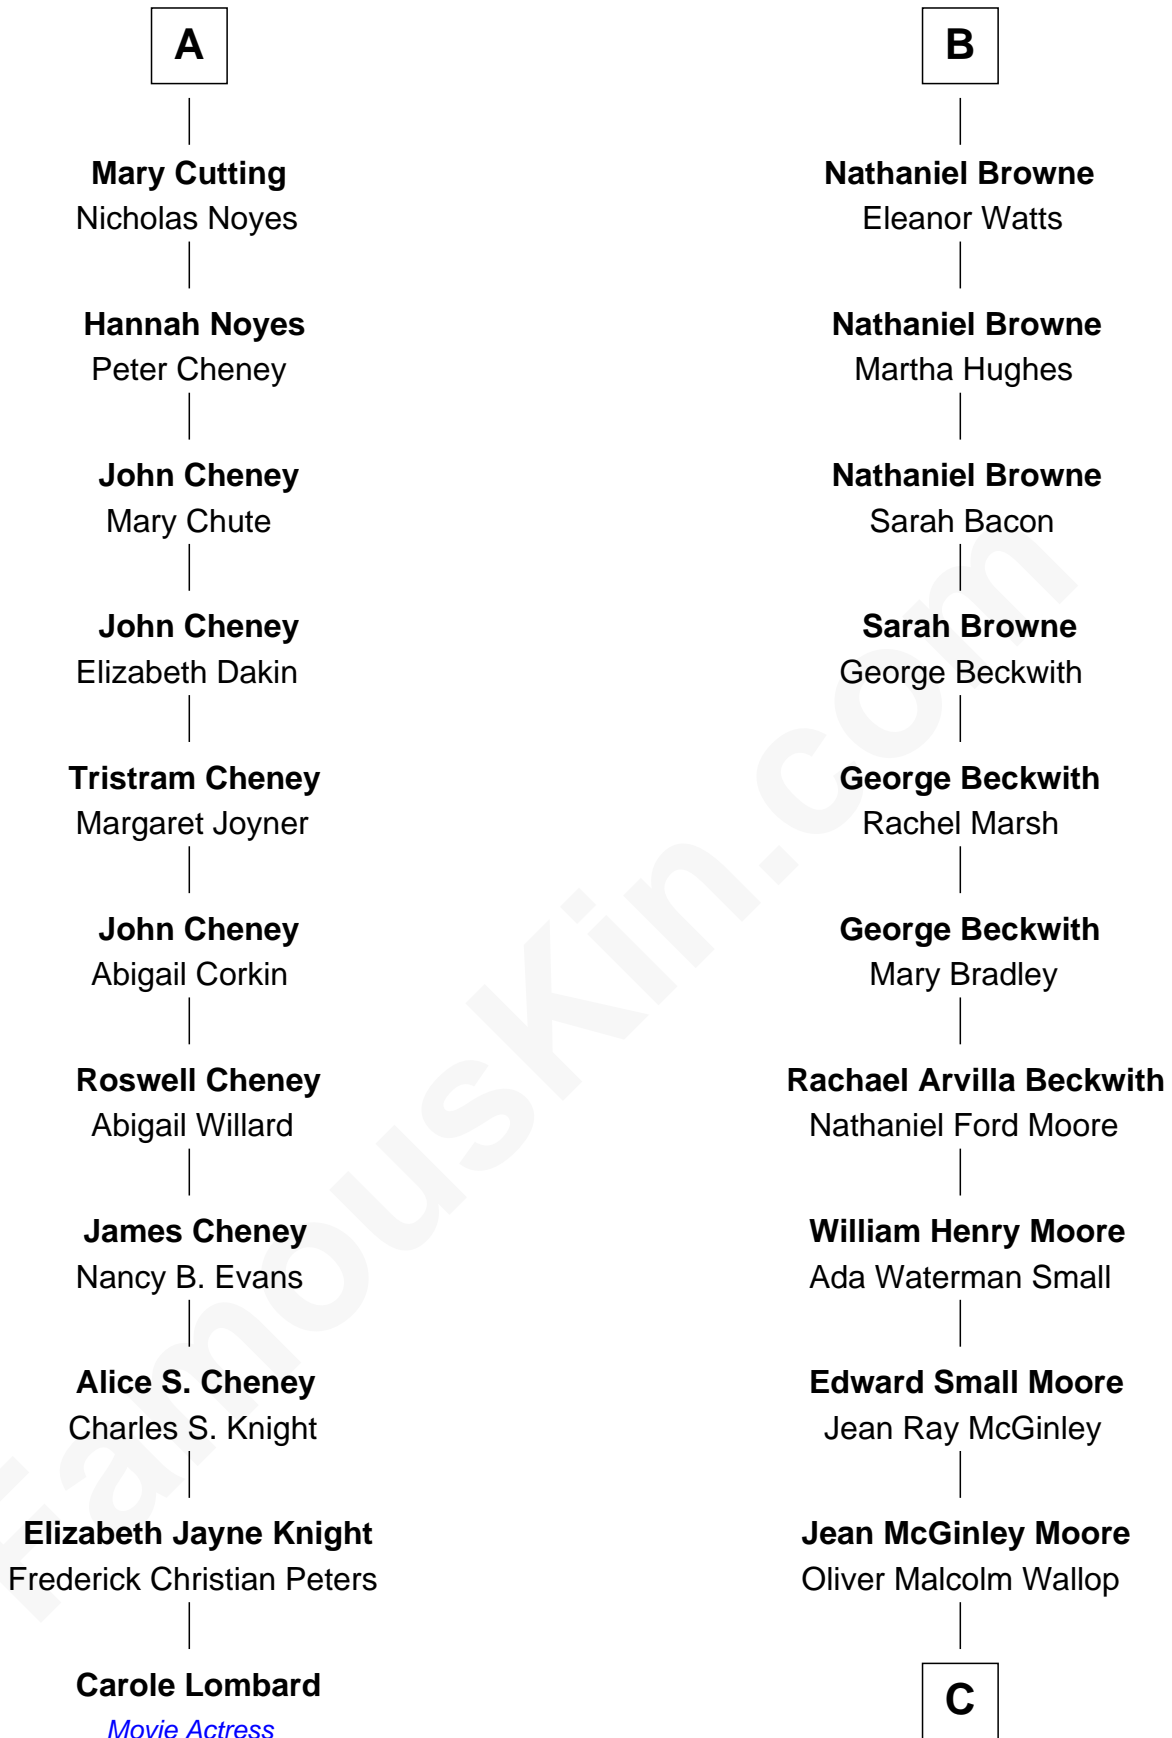 A
Mary Cutting
Nicholas Noyes
Hannah Noyes
Peter Cheney
John Cheney
Mary Chute
John Cheney
Elizabeth Dakin
Tristram Cheney
Margaret Joyner
John Cheney
Abigail Corkin
Roswell Cheney
Abigail Willard
James Cheney
Nancy B. Evans
Alice S. Cheney
Charles S. Knight
Elizabeth Jayne Knight
Frederick Christian Peters
Carole Lombard
Movie Actress
B
Nathaniel Browne
Eleanor Watts
Nathaniel Browne
Martha Hughes
Nathaniel Browne
Sarah Bacon
Sarah Browne
George Beckwith
George Beckwith
Rachel Marsh
George Beckwith
Mary Bradley
Rachael Arvilla Beckwith
Nathaniel Ford Moore
William Henry Moore
Ada Waterman Small
Edward Small Moore
Jean Ray McGinley
Jean McGinley Moore
Oliver Malcolm Wallop
C
FamousKin.com